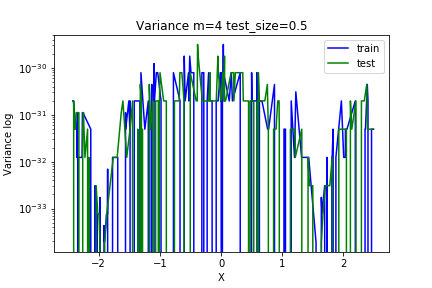 Variance m=4 test_size=0.5
train
test
Variance log
10⁻³⁰
10⁻³¹
10⁻³²
10⁻³³
−2
−1
0
1
2
X